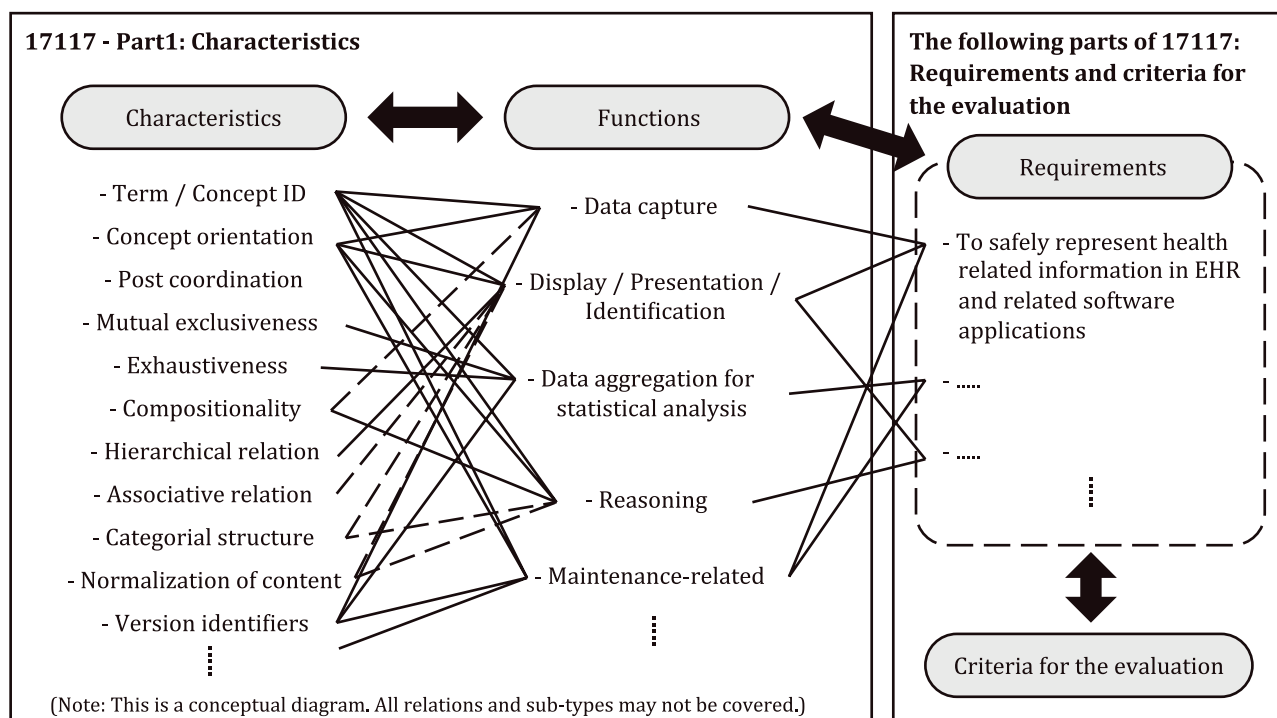 17117 - Part1: Characteristics
Characteristics
Functions
- Term / Concept ID
- Concept orientation
- Post coordination
- Mutual exclusiveness
- Exhaustiveness
- Compositionality
- Hierarchical relation
- Associative relation
- Categorial structure
- Normalization of content
- Version identifiers
- Data capture
- Display / Presentation /
Identification
- Data aggregation for
statistical analysis
- Reasoning
- Maintenance-related
(Note: This is a conceptual diagram. All relations and sub-types may not be covered.)
The following parts of 17117:
Requirements and criteria for
the evaluation
Requirements
- To safely represent health
related information in EHR
and related software
applications
- .....
- .....
Criteria for the evaluation